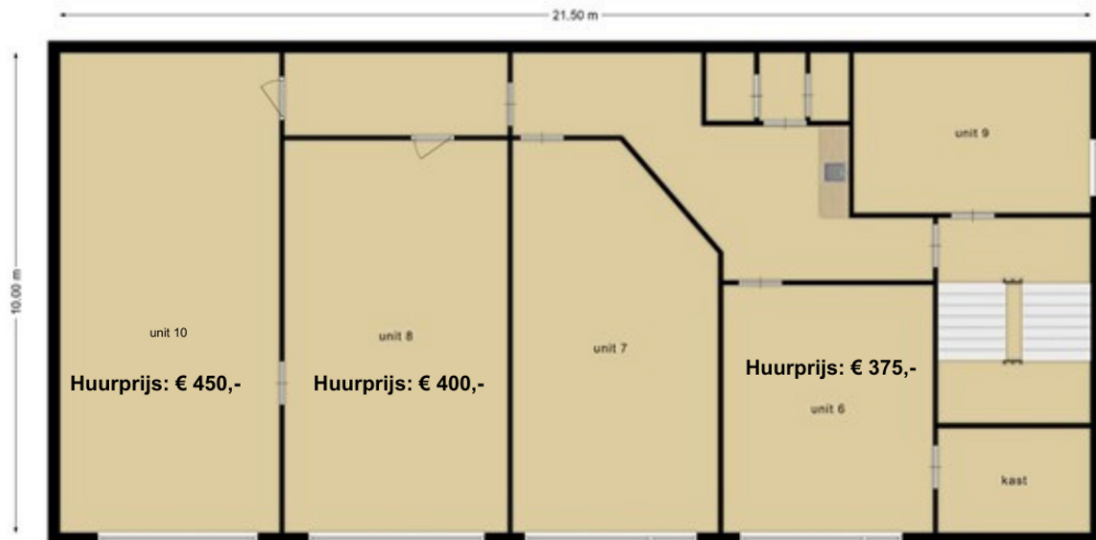 21.50 m
10.00 m
unit 9
unit 10
unit 8
unit 7
Huurprijs: € 450,-
Huurprijs: € 400,-
Huurprijs: € 375,-
unit 6
kast